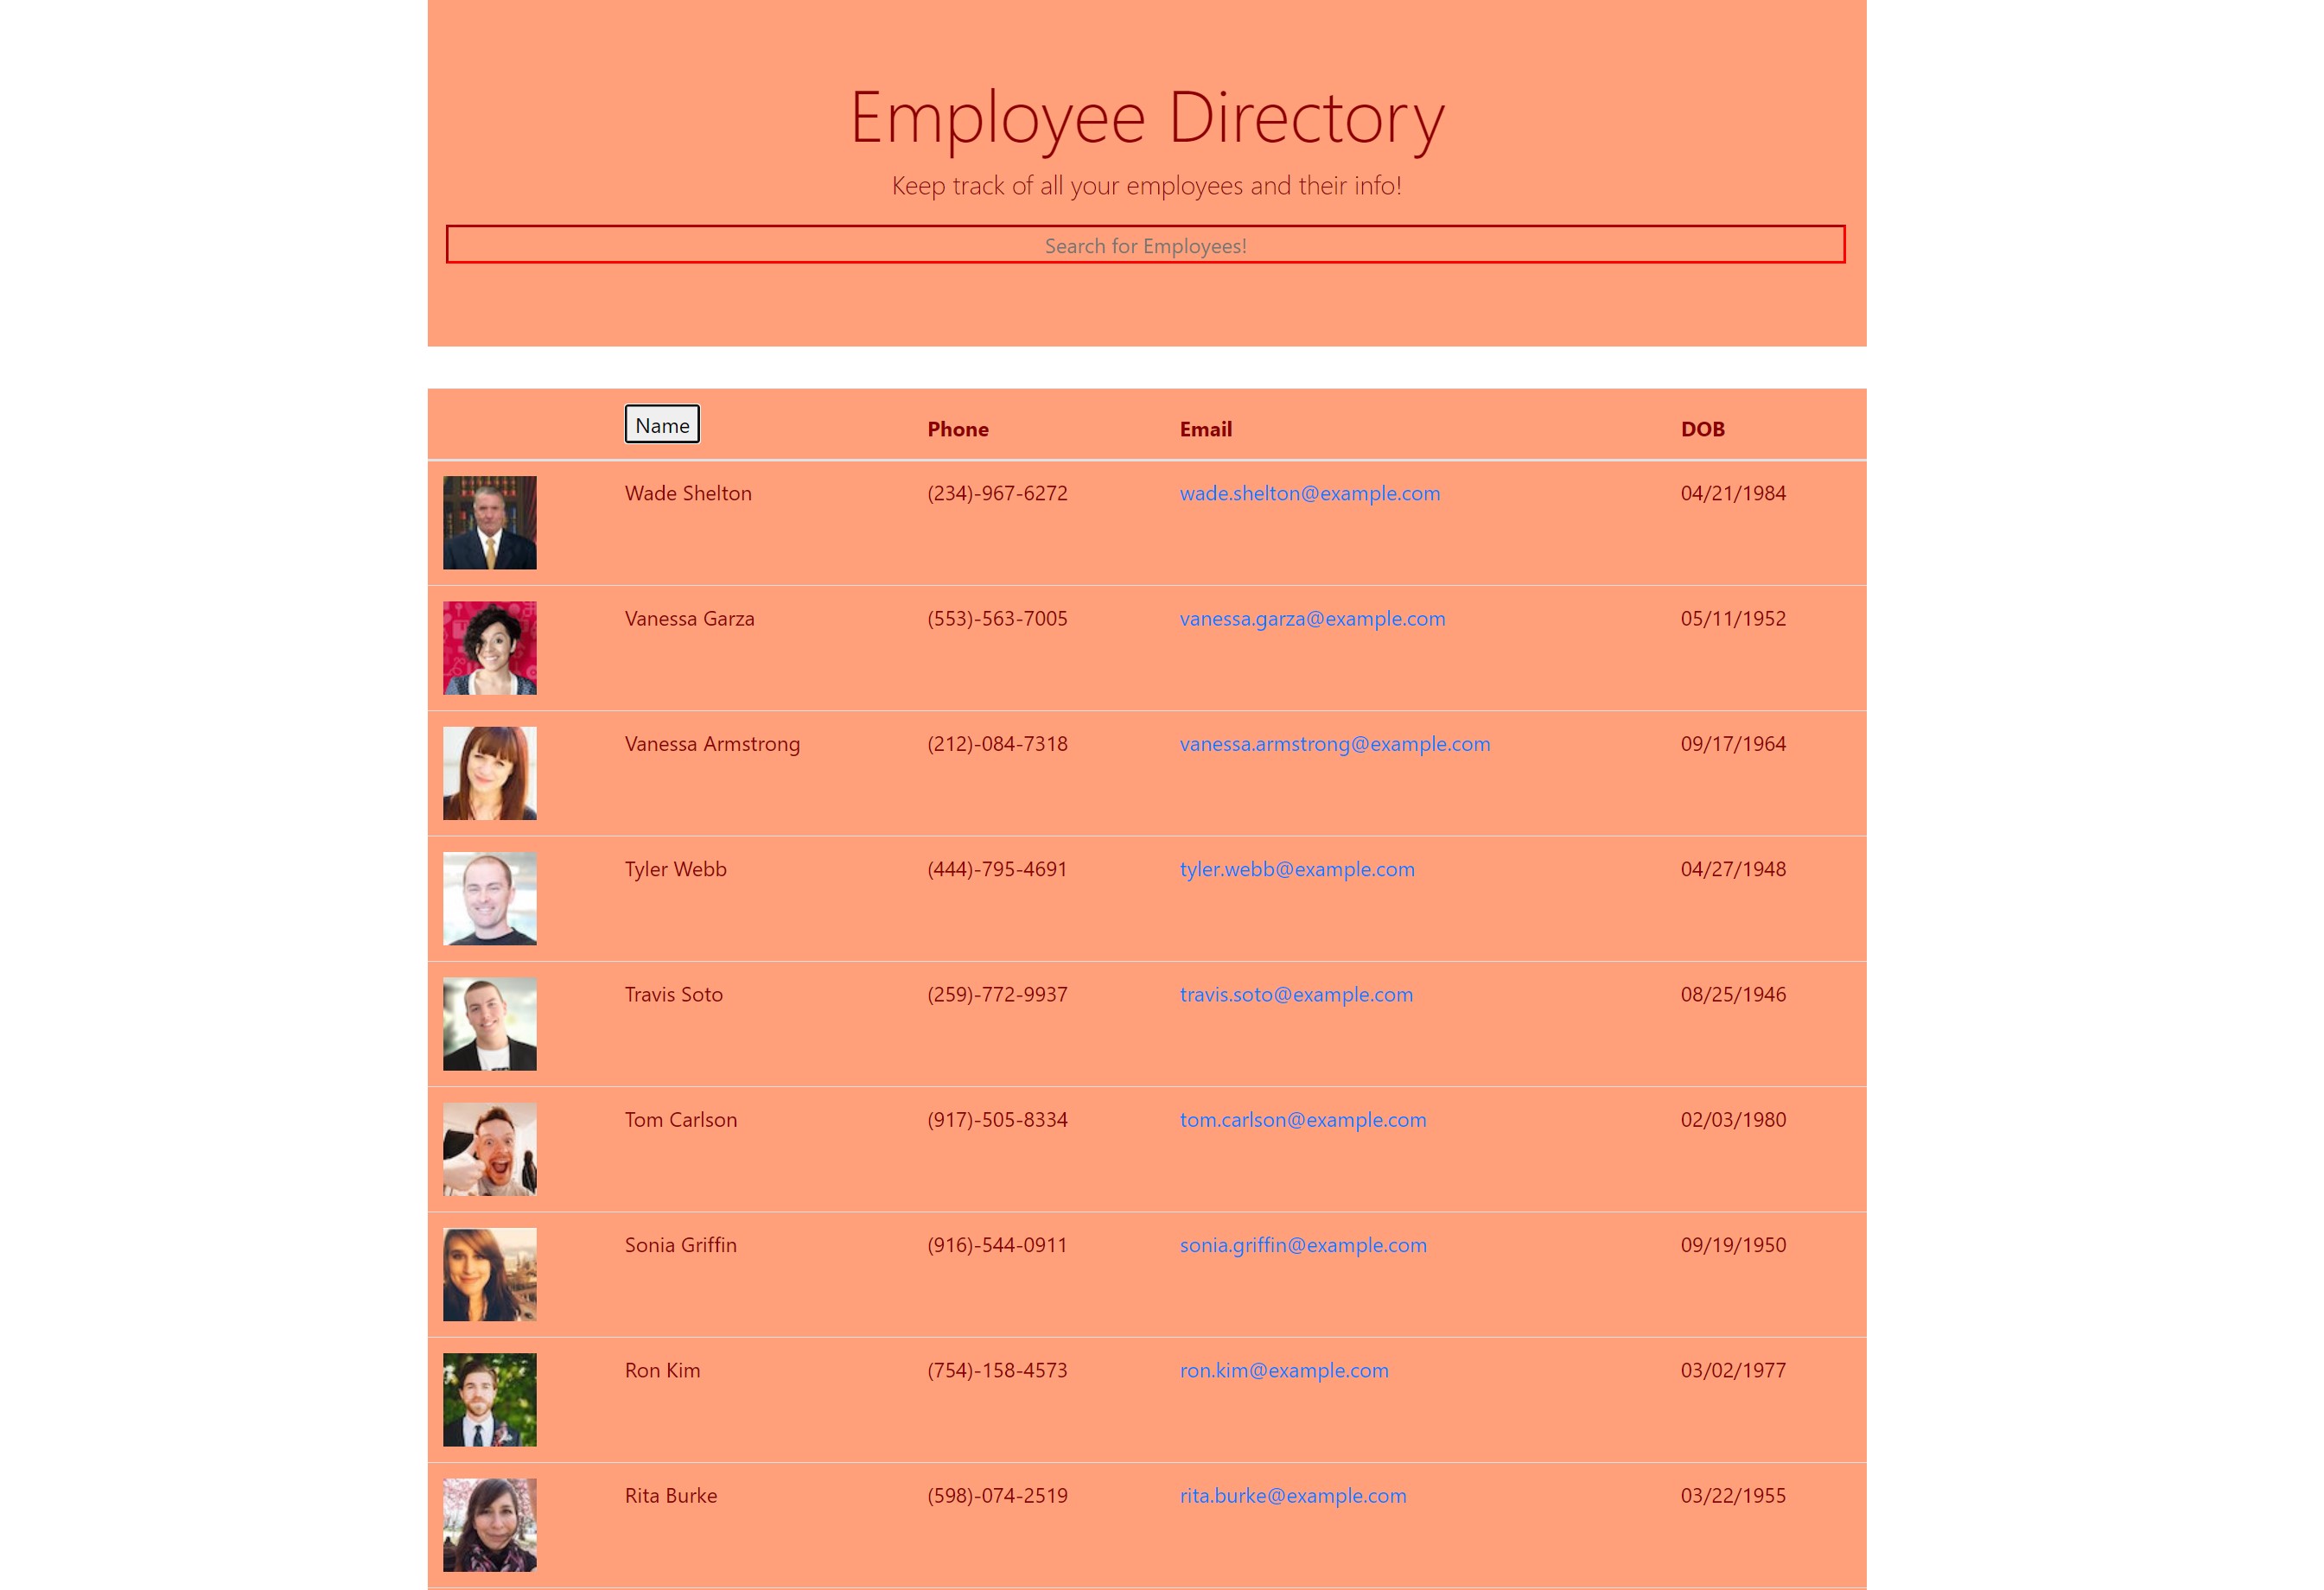 Employee Directory
Keep track of all your employees and their info!
Search for Employees!
Name Phone Email DOB
Wade Shelton (234)-967-6272 wade.shelton@example.com 04/21/1984
Vanessa Garza (553)-563-7005 vanessa.garza@example.com 05/11/1952
Vanessa Armstrong (212)-084-7318 vanessa.armstrong@example.com 09/17/1964
Tyler Webb (444)-795-4691 tyler.webb@example.com 04/27/1948
Travis Soto (259)-772-9937 travis.soto@example.com 08/25/1946
Tom Carlson (917)-505-8334 tom.carlson@example.com 02/03/1980
Sonia Griffin (916)-544-0911 sonia.griffin@example.com 09/19/1950
Ron Kim (754)-158-4573 ron.kim@example.com 03/02/1977
Rita Burke (598)-074-2519 rita.burke@example.com 03/22/1955